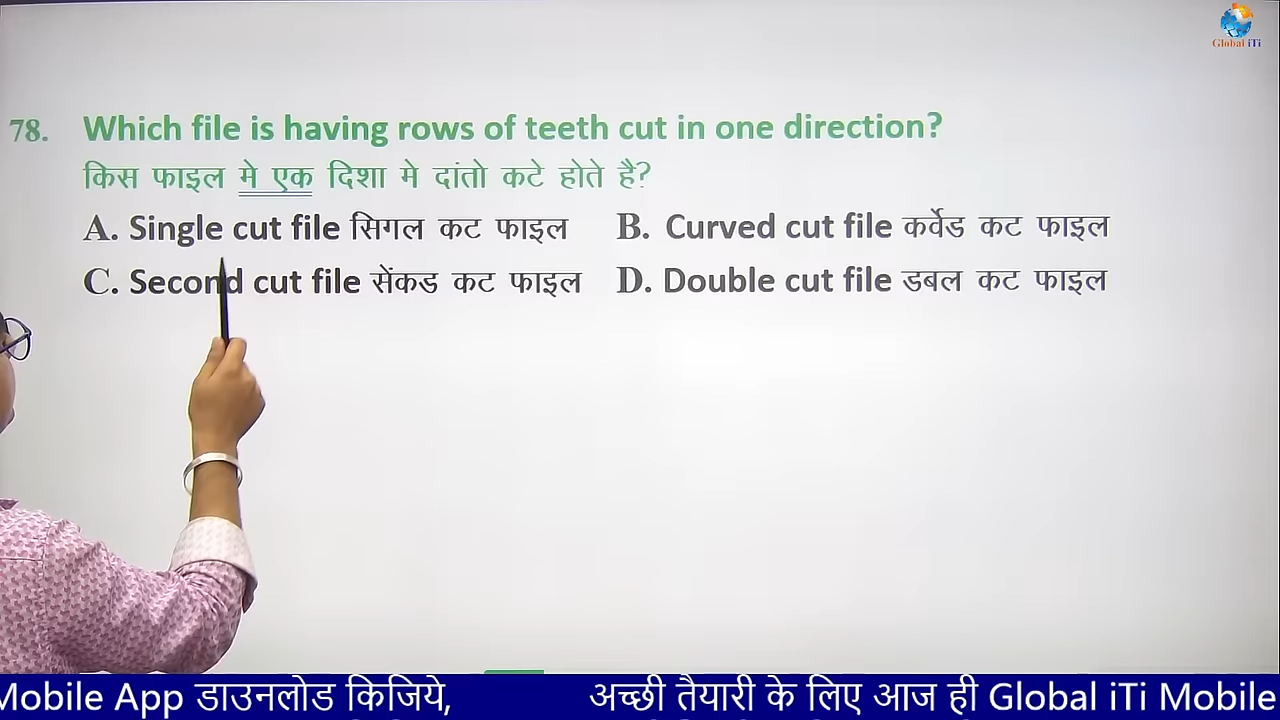 Global iTi
78. Which file is having rows of teeth cut in one direction?
किस फाइल मे एक दिशा मे दांतो कटे होते है?
A. Single cut file सिगल कट फाइल B. Curved cut file कर्वेड कट फाइल
C. Second cut file सेंकड कट फाइल D. Double cut file डबल कट फाइल
Mobile App डाउनलोड किजिये, अच्छी तैयारी के लिए आज ही Global iTi Mobile